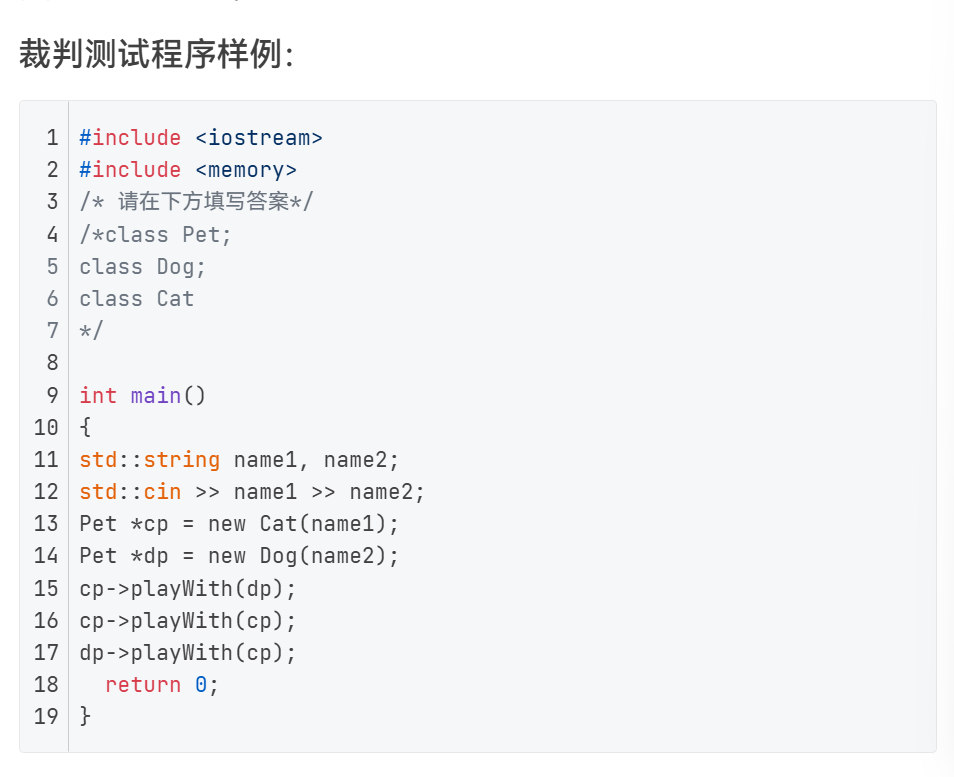 裁判测试程序样例:
1 #include <iostream>
2 #include <memory>
3 /* 请在下方填写答案*/
4 /*class Pet;
5 class Dog;
6 class Cat
7 */
8
9 int main()
10 {
11 std::string name1, name2;
12 std::cin >> name1 >> name2;
13 Pet *cp = new Cat(name1);
14 Pet *dp = new Dog(name2);
15 cp->playWith(dp);
16 cp->playWith(cp);
17 dp->playWith(cp);
18   return 0;
19 }